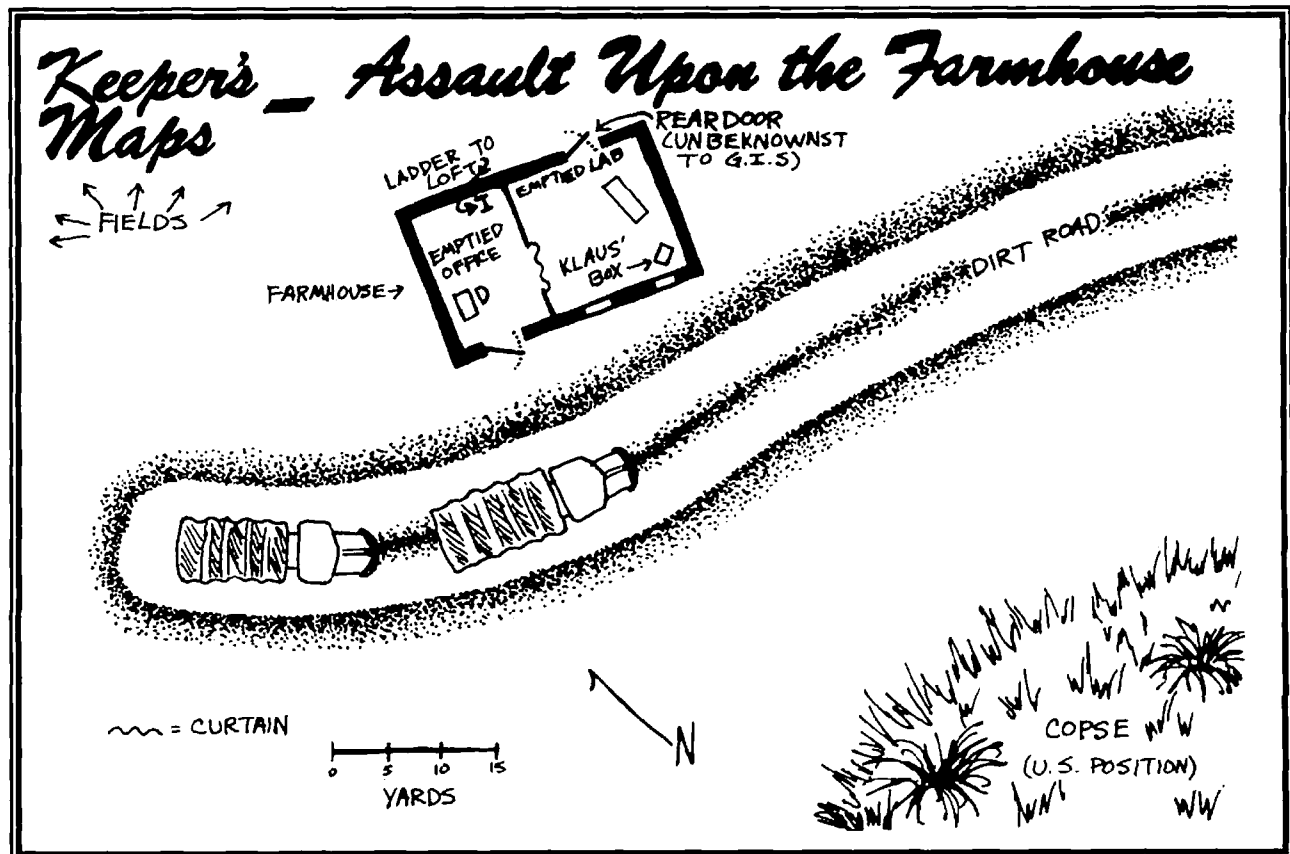 Keeper's — Assault Upon the Farmhouse
Maps
FIELDS
LADDER TO
LOFT
REAR DOOR
(UNBEKNOWNST
TO G.I.S)
EMPTIED LAB
EMPTIED
OFFICE
KLAUS'
BOX
FARMHOUSE
DIRT ROAD
= CURTAIN
0 5 10 15
YARDS
N
COPSE
(U.S. POSITION)